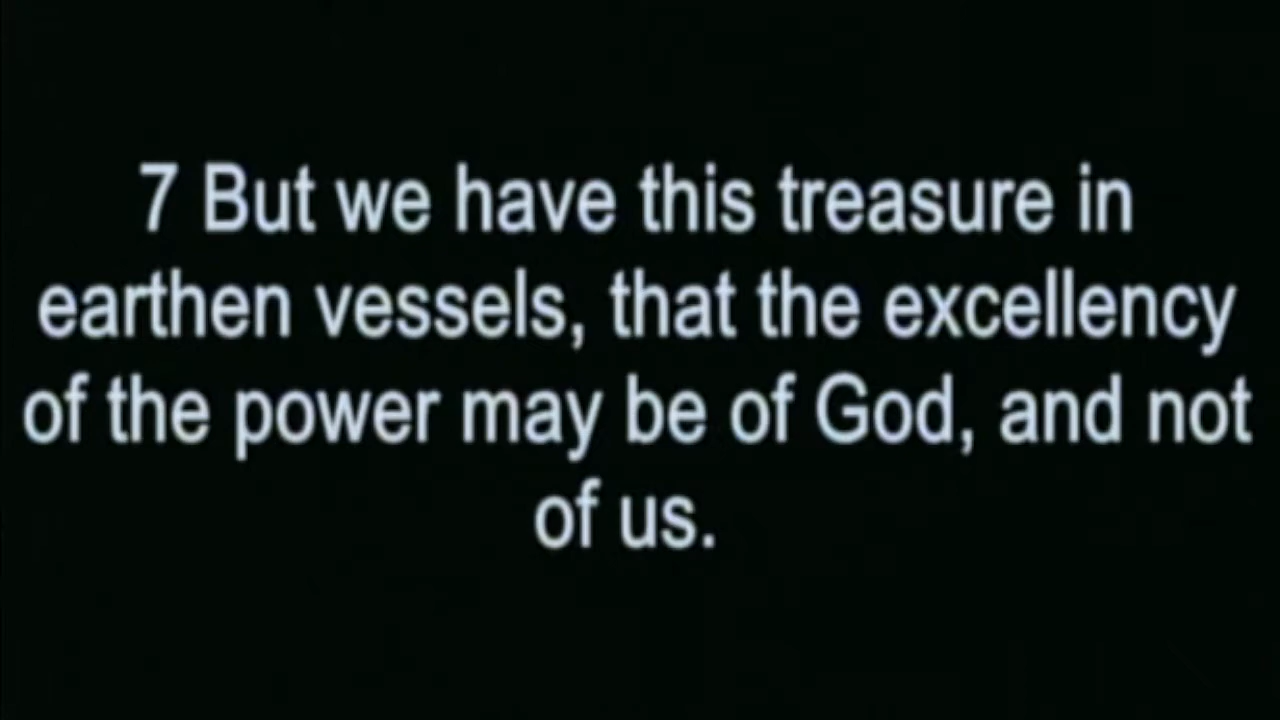 7 But we have this treasure in
earthen vessels, that the excellency
of the power may be of God, and not
of us.